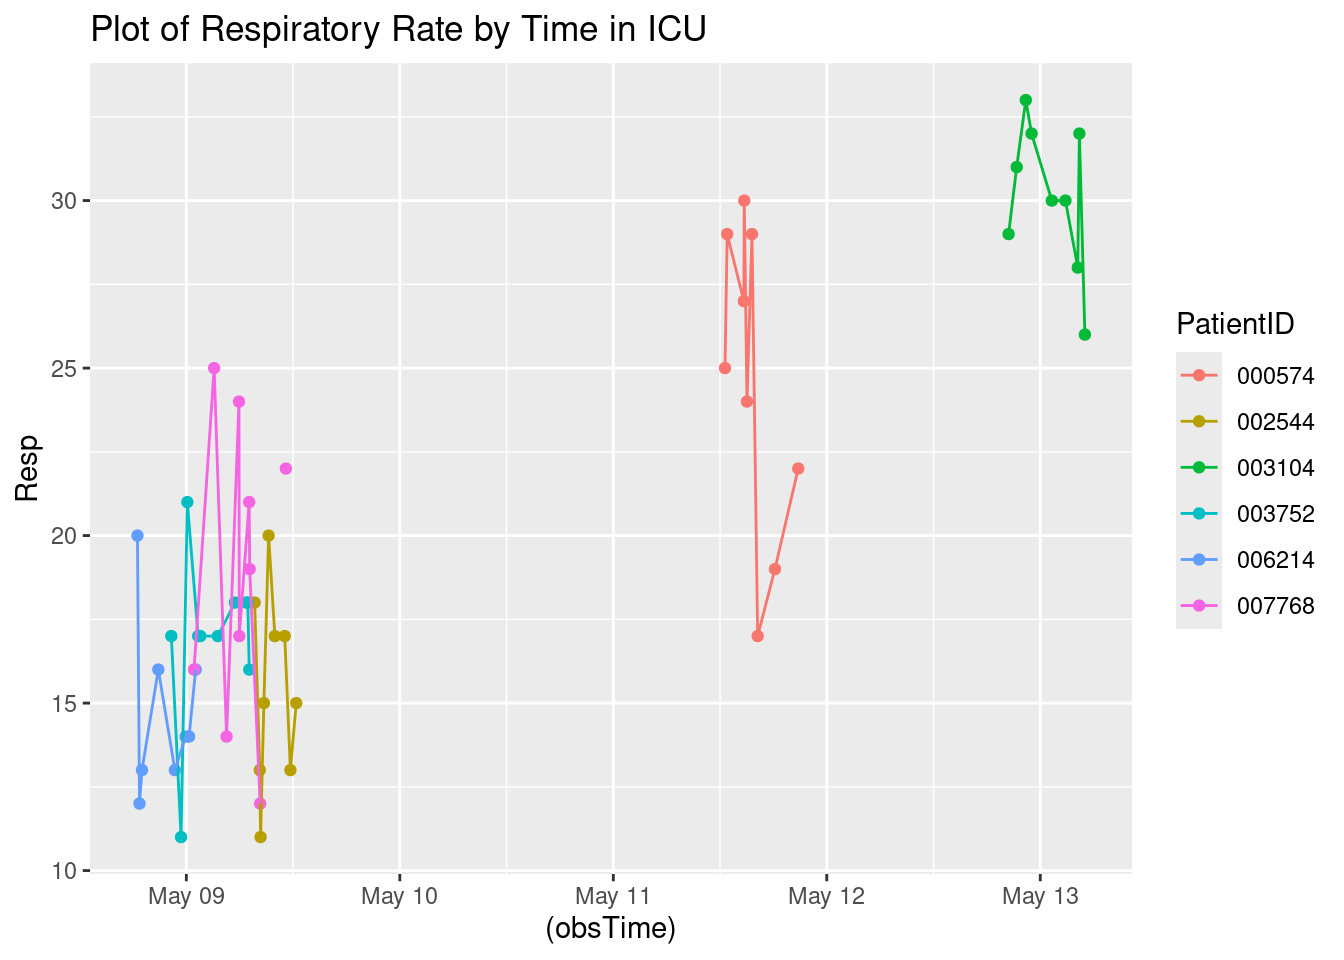 Plot of Respiratory Rate by Time in ICU
Resp
30
25
20
15
10
May 09 May 10 May 11 May 12 May 13
(obsTime)
PatientID
000574
002544
003104
003752
006214
007768